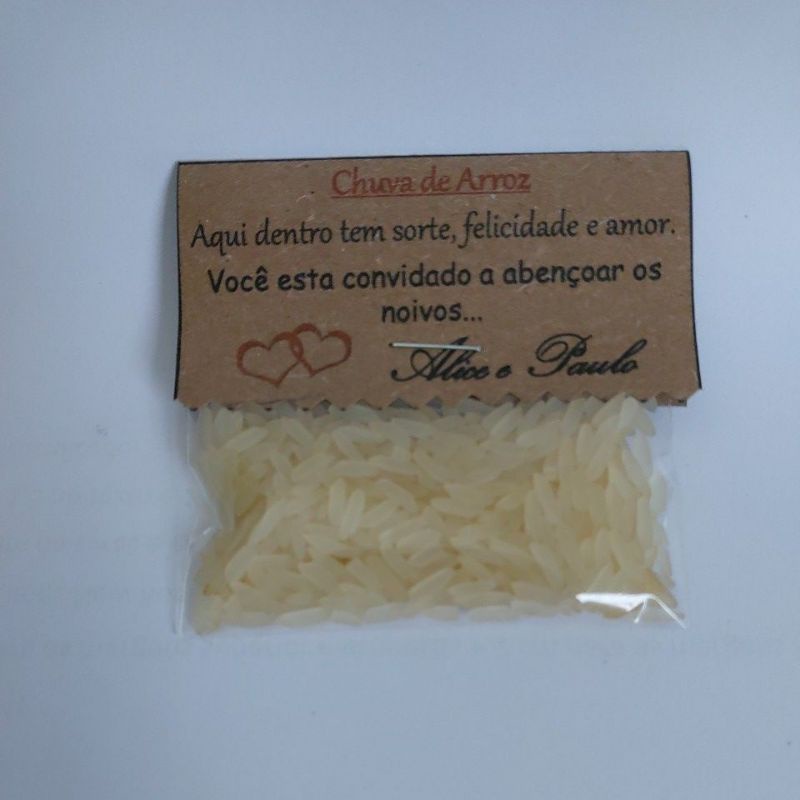 Chuva de Arroz
Aqui dentro tem sorte, felicidade e amor.
Você esta convidado a abençoar os
noivos...
Alice e Paulo